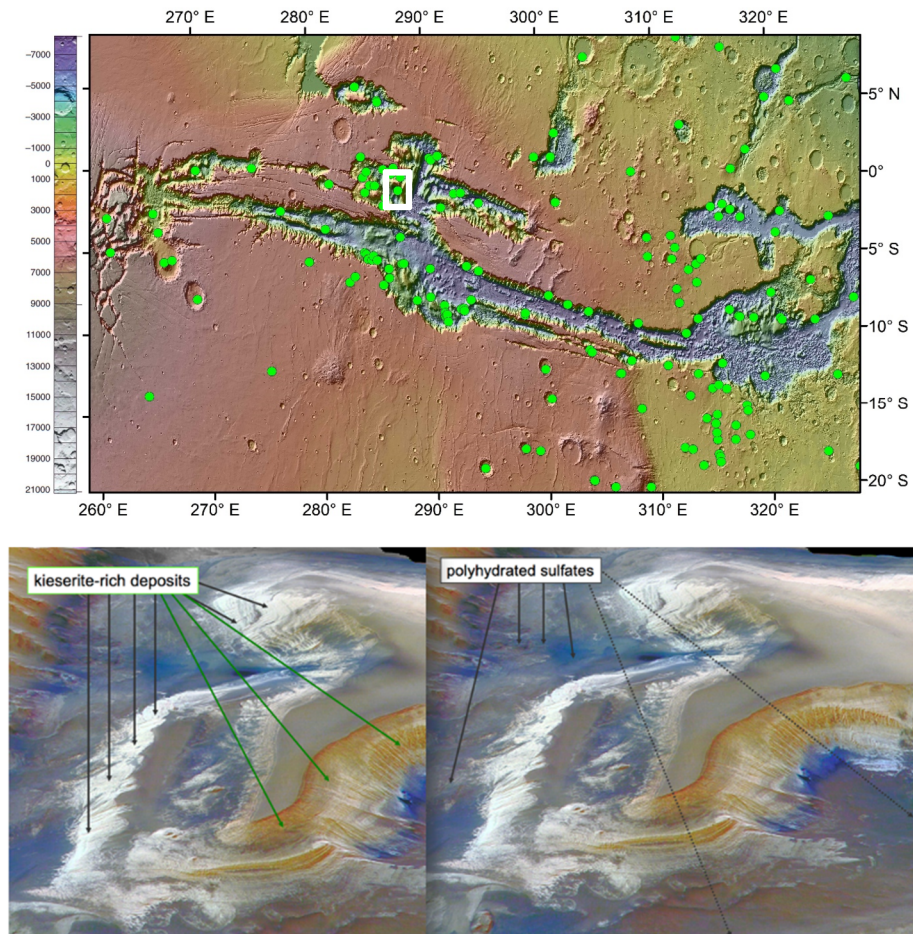 270° E 280° E 290° E 300° E 310° E 320° E
-7000
-5000
-3000
-1000
0
1000
3000
5000
7000
9000
11000
13000
15000
17000
19000
21000
5° N
0°
-5° S
-10° S
-15° S
-20° S
260° E 270° E 280° E 290° E 300° E 310° E 320° E
kieserite-rich deposits
polyhydrated sulfates